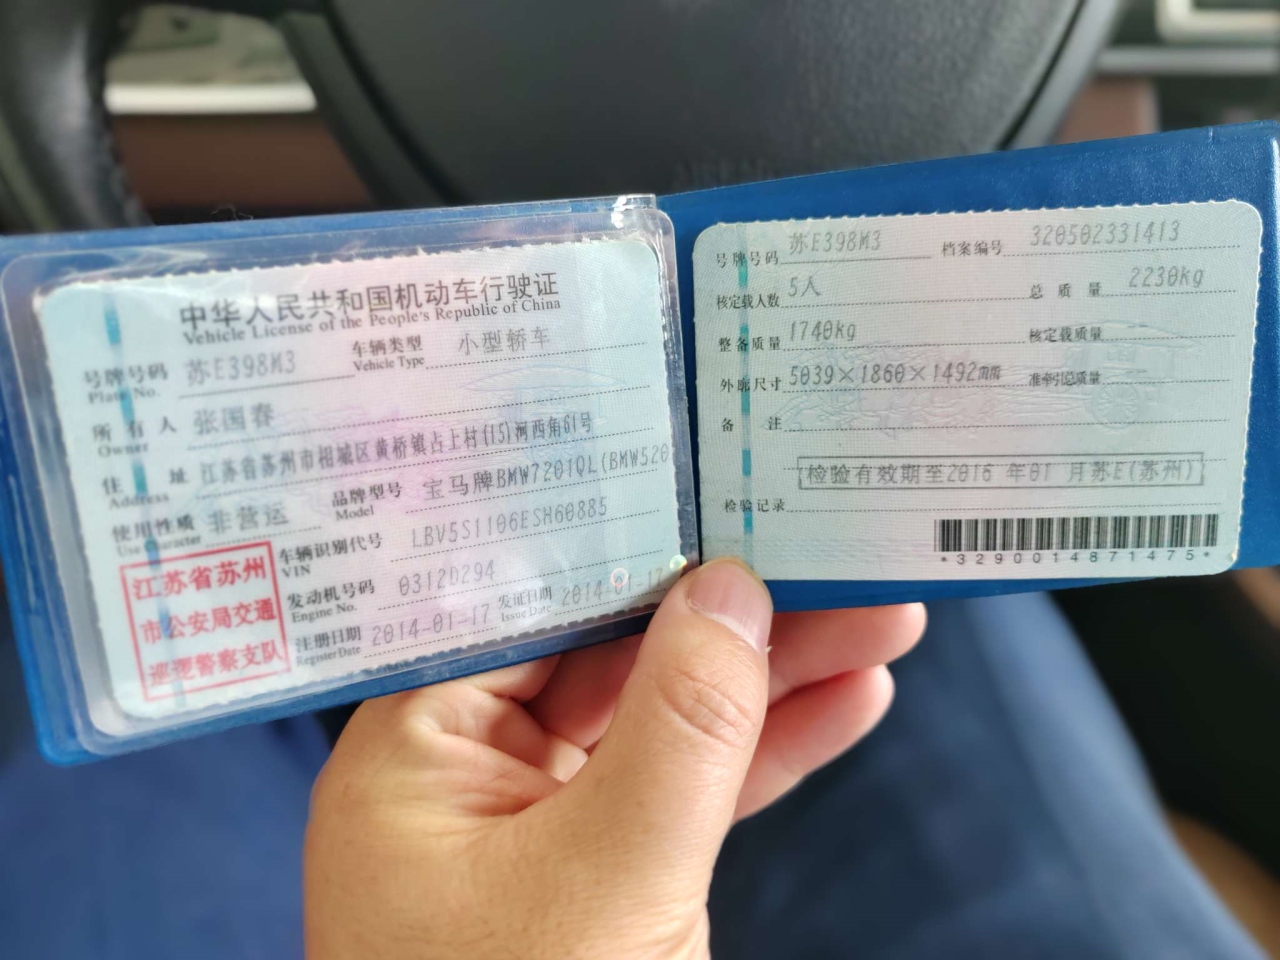 中华人民共和国机动车行驶证
Vehicle License of the People's Republic of China
号牌号码 苏E398M3 车辆类型 小型轿车
Plate No. Vehicle Type
所有人 张国春
Owner
住址 江苏省苏州市相城区黄桥镇占上村(15)河西角61号
Address
使用性质 非营运 品牌型号 宝马牌BMW7201QL(BMW520
Use Character Model
车辆识别代号 LBV5S1106ESH60885
VIN
发动机号码 0312D294
Engine No.
注册日期 2014-01-17 发证日期 2014-01-17
Register Date Issue Date
江苏省苏州
市公安局交通
巡逻警察支队
号牌号码 苏E398M3 档案编号 320502331413
核定载人数 5人 总质量 2230kg
整备质量 1740kg 核定载质量
外廓尺寸 5039×1860×1492mm 准牵引总质量
备注
检验有效期至2016 年01 月苏E(苏州)
检验记录
*3290014871475*